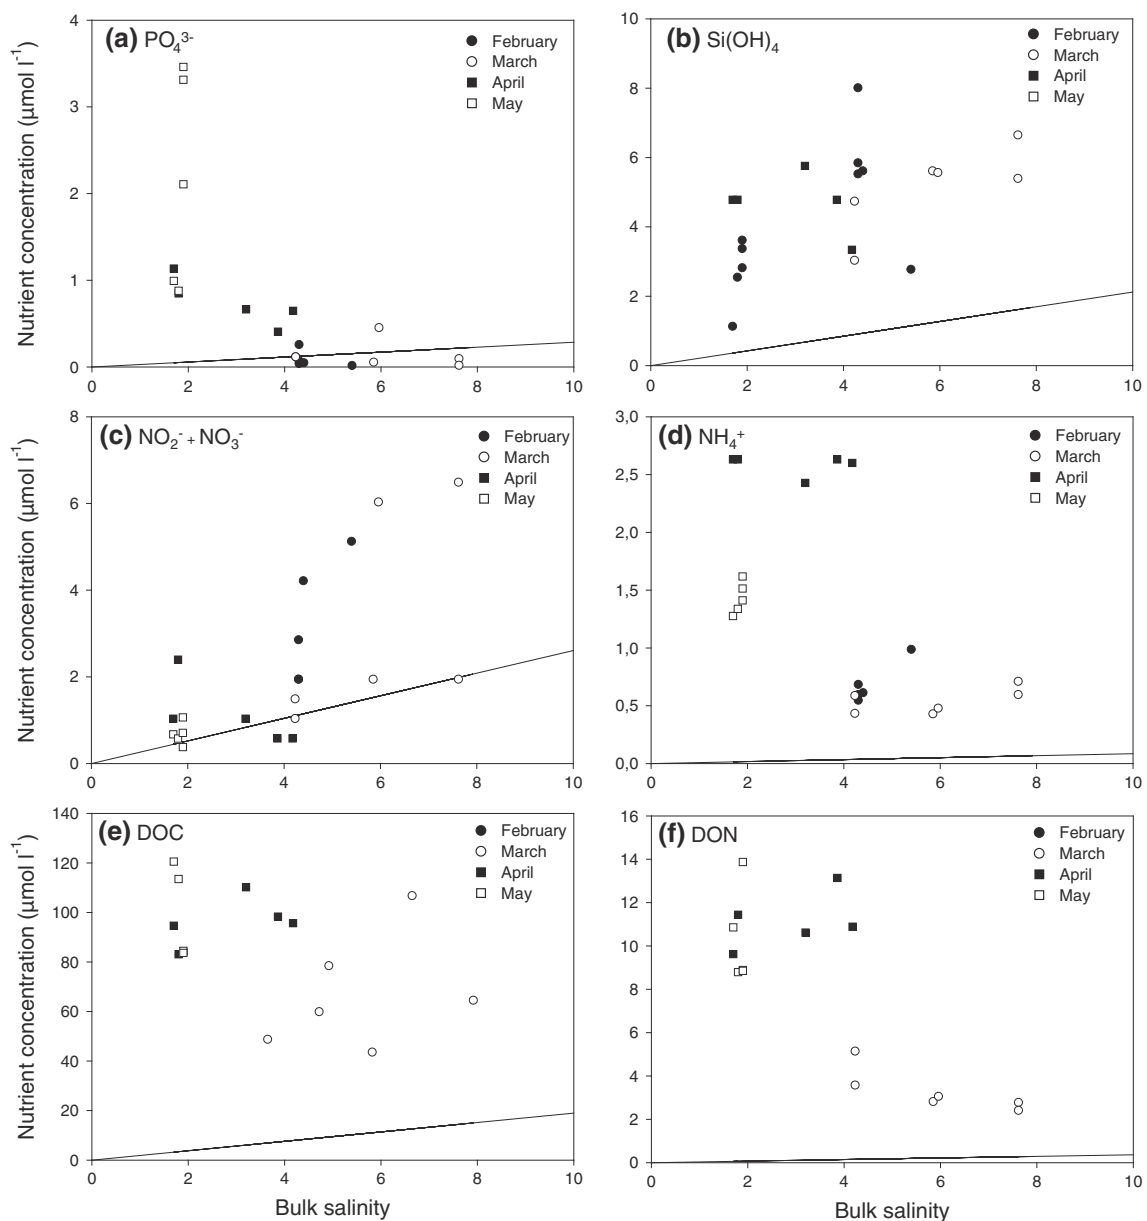 (a) PO₄³⁻
February
March
April
May
Nutrient concentration (µmol l⁻¹)
4
3
2
1
0
0 2 4 6 8 10
(b) Si(OH)₄
February
March
April
May
10
8
6
4
2
0
0 2 4 6 8 10
(c) NO₂⁻ + NO₃⁻
February
March
April
May
Nutrient concentration (µmol l⁻¹)
8
6
4
2
0
0 2 4 6 8 10
(d) NH₄⁺
February
March
April
May
3,0
2,5
2,0
1,5
1,0
0,5
0,0
0 2 4 6 8 10
(e) DOC
February
March
April
May
Nutrient concentration (µmol l⁻¹)
140
120
100
80
60
40
20
0
0 2 4 6 8 10
Bulk salinity
(f) DON
February
March
April
May
16
14
12
10
8
6
4
2
0
0 2 4 6 8 10
Bulk salinity